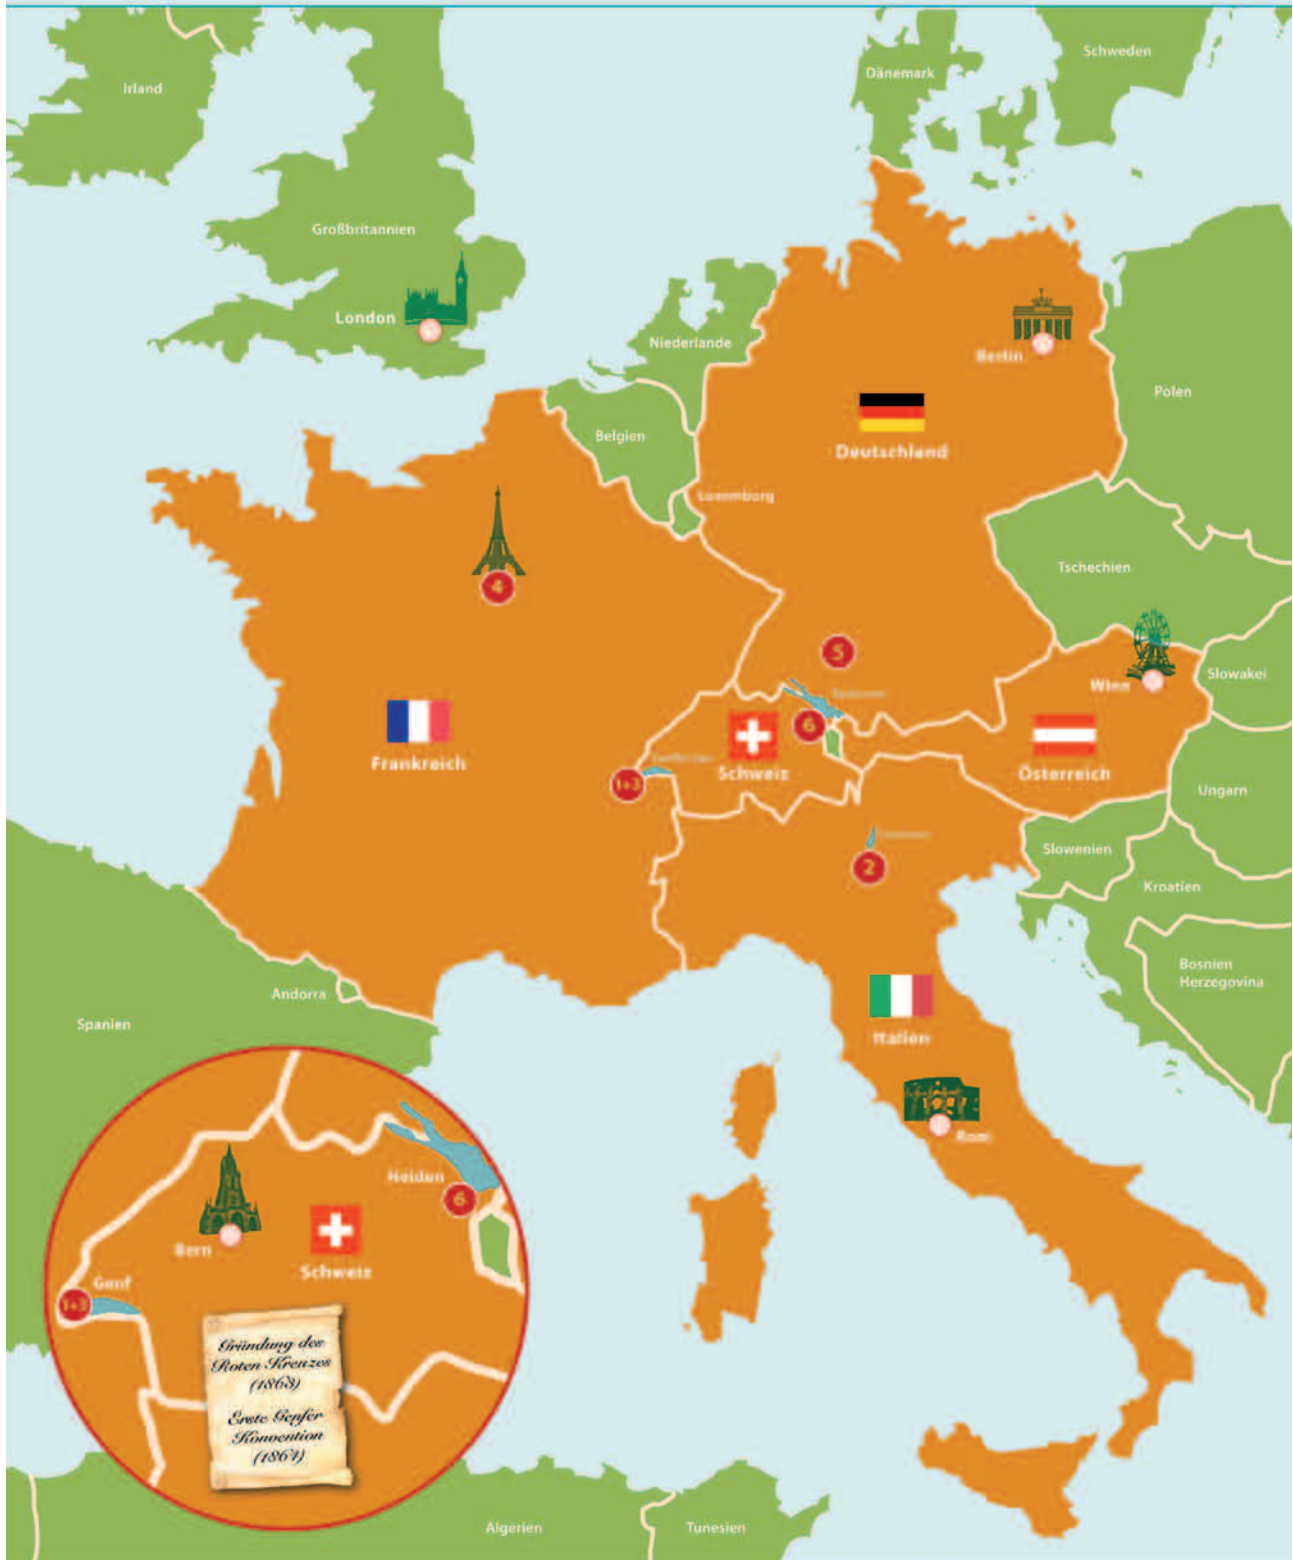 Irland
Dänemark
Schweden
Großbritannien
London
Niederlande
Berlin
Polen
Deutschland
Belgien
Luxemburg
Tschechien
4
5
Wien
Slowakei
6
Frankreich
Schweiz
Österreich
1+3
Ungarn
Slowenien
2
Kroatien
Bosnien
Herzegovina
Andorra
Spanien
Italien
Rom
Heiden
6
Bern
Schweiz
Genf
1+3
Gründung des
Roten Kreuzes
(1863)
Erste Genfer
Konvention
(1864)
Algerien
Tunesien